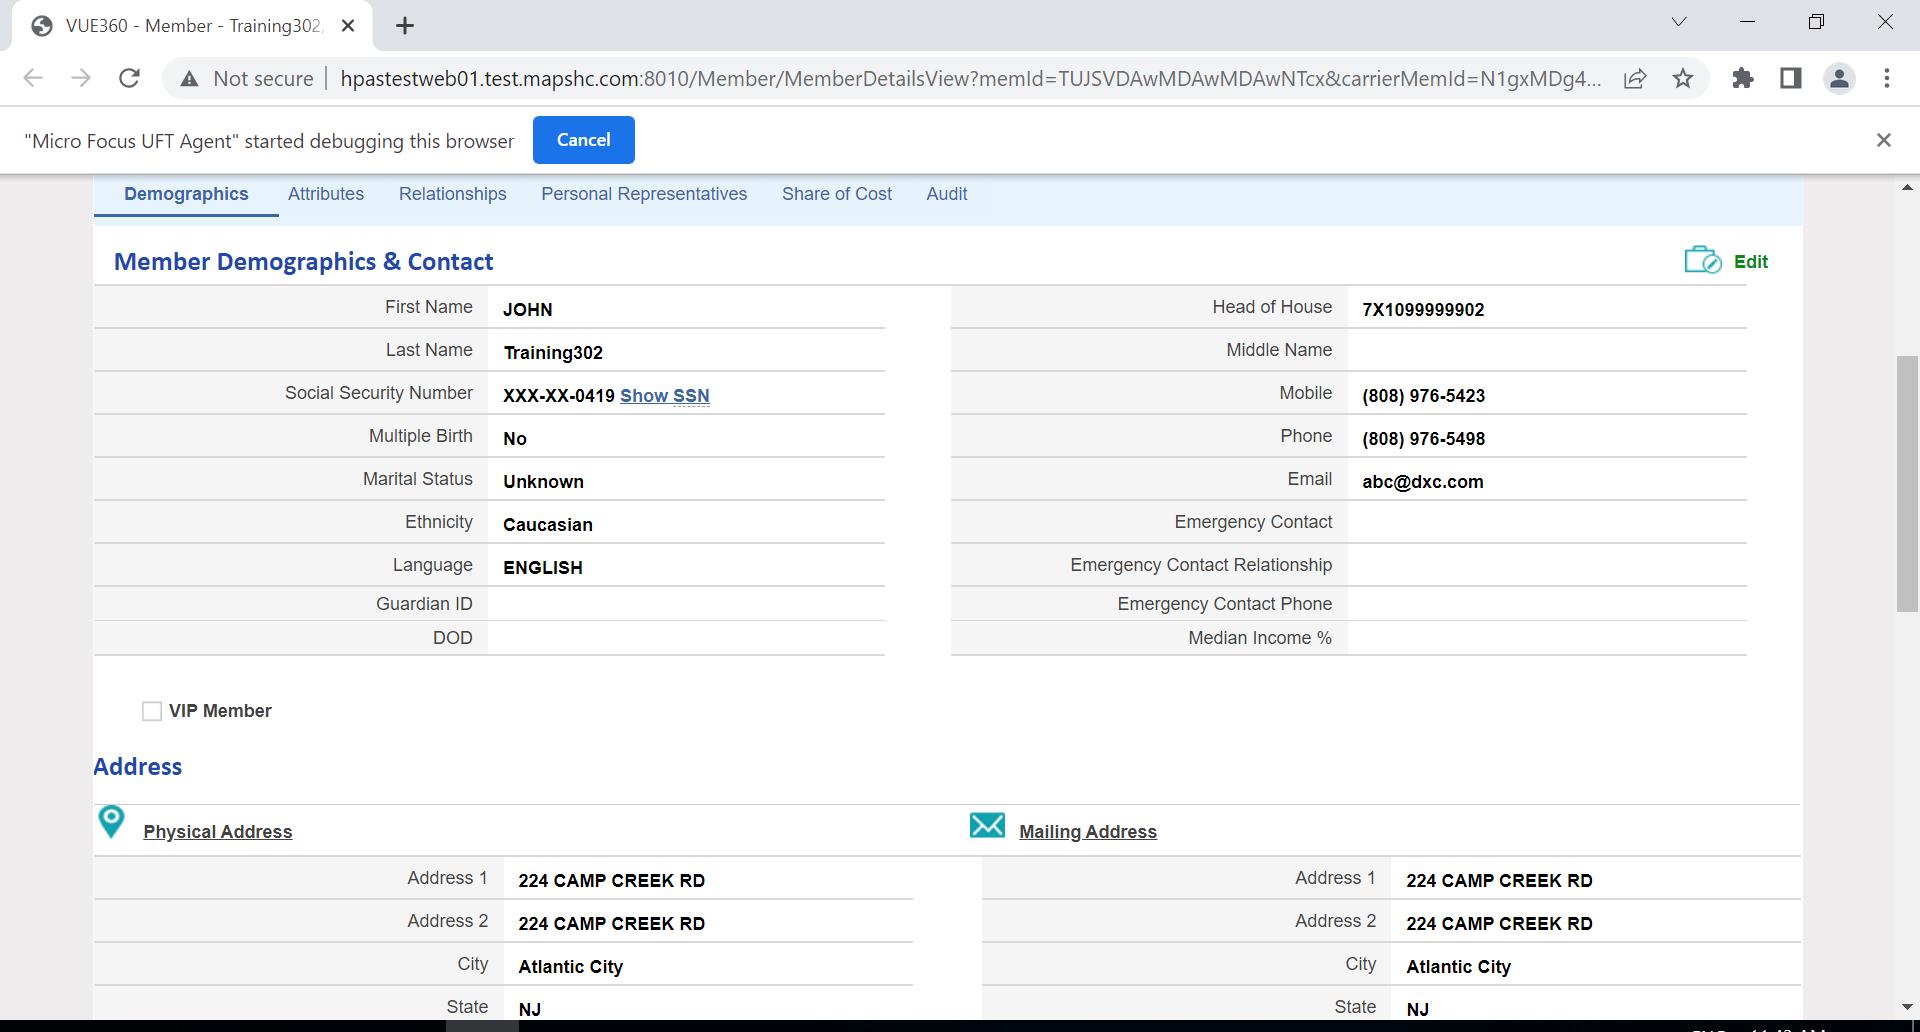 VUE360 - Member - Training302,
Not secure | hpastestweb01.test.mapshc.com:8010/Member/MemberDetailsView?memId=TUJSVDAwMDAwMDAwNTcx&carrierMemId=N1gxMDg4...
"Micro Focus UFT Agent" started debugging this browser Cancel
Demographics Attributes Relationships Personal Representatives Share of Cost Audit
Member Demographics & Contact Edit
First Name JOHN Head of House 7X1099999902
Last Name Training302 Middle Name
Social Security Number XXX-XX-0419 Show SSN Mobile (808) 976-5423
Multiple Birth No Phone (808) 976-5498
Marital Status Unknown Email abc@dxc.com
Ethnicity Caucasian Emergency Contact
Language ENGLISH Emergency Contact Relationship
Guardian ID Emergency Contact Phone
DOD Median Income %
VIP Member
Address
Physical Address Mailing Address
Address 1 224 CAMP CREEK RD Address 1 224 CAMP CREEK RD
Address 2 224 CAMP CREEK RD Address 2 224 CAMP CREEK RD
City Atlantic City City Atlantic City
State NJ State NJ